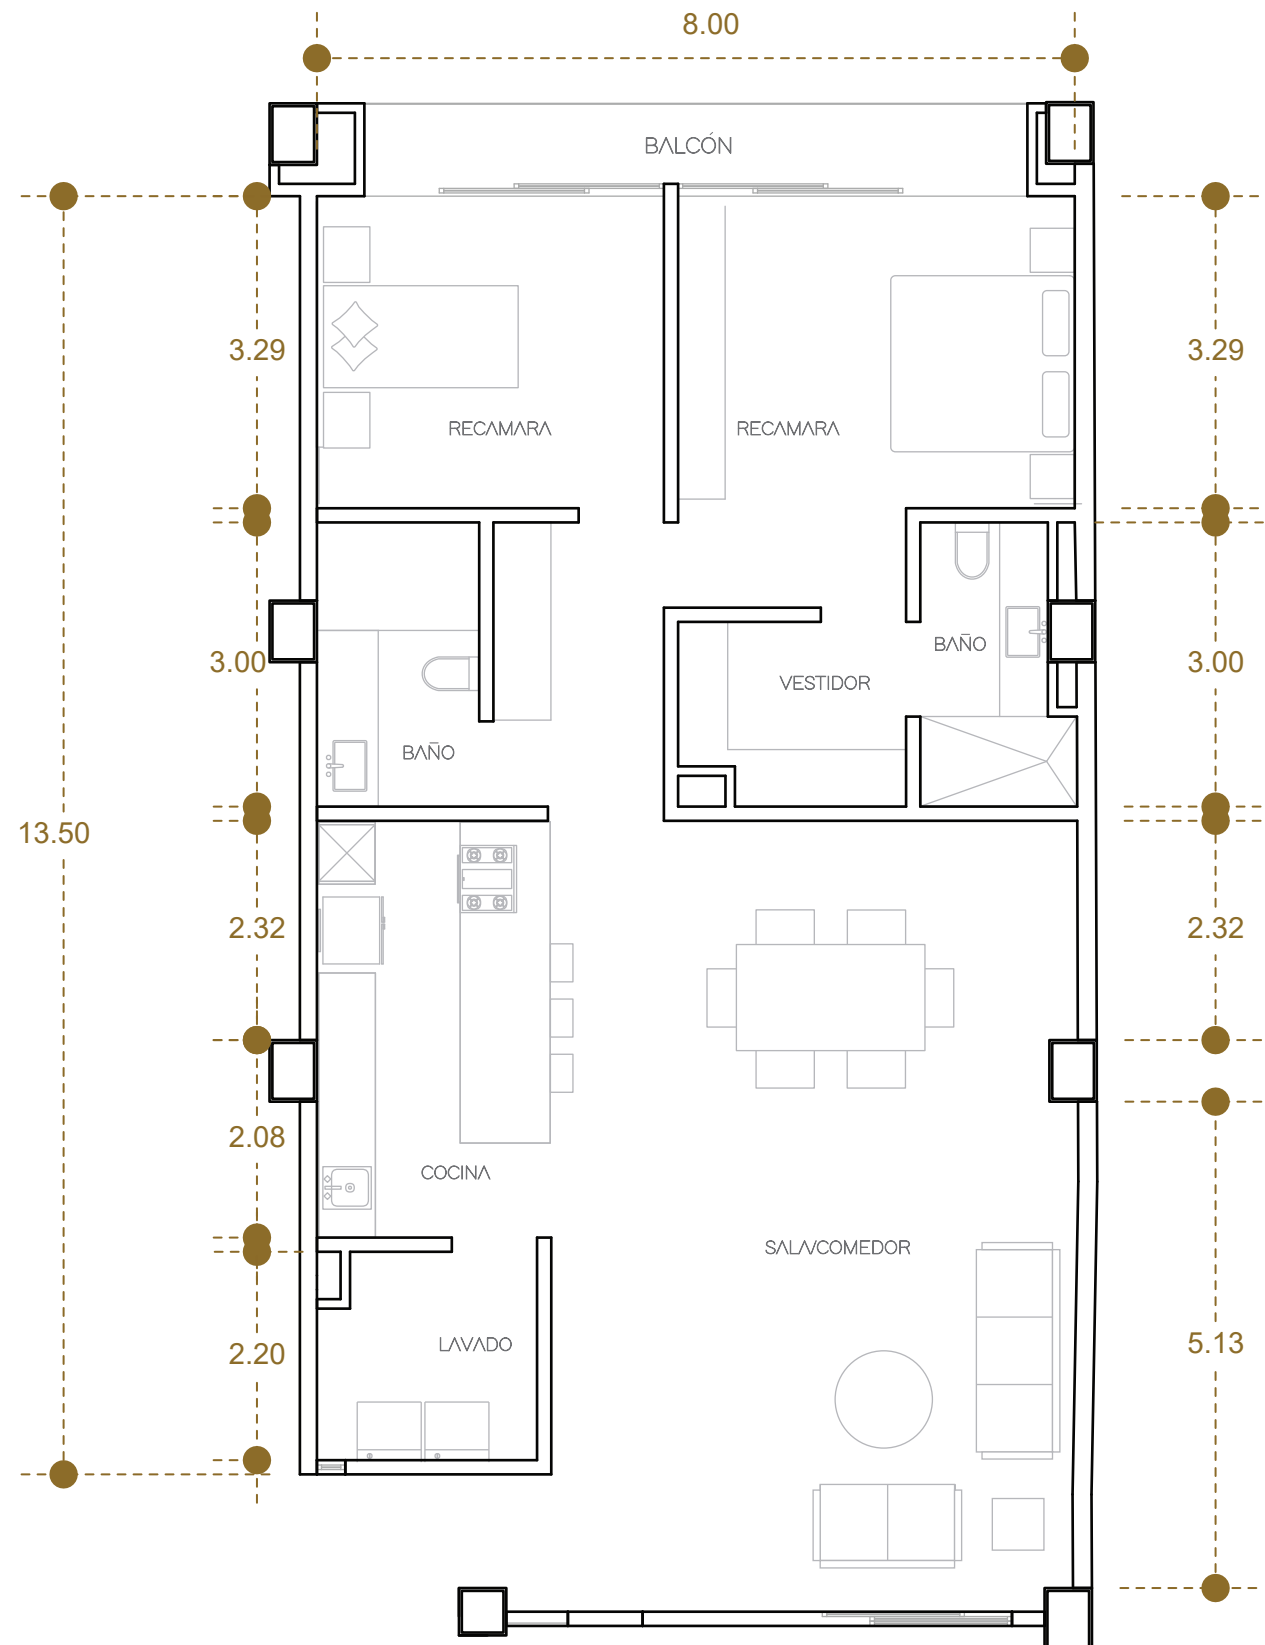 8.00
BALCÓN
3.29
3.29
RECAMARA
RECAMARA
BAÑO
3.00
3.00
VESTIDOR
BAÑO
13.50
2.32
2.32
2.08
COCINA
SALA/COMEDOR
LAVADO
2.20
5.13